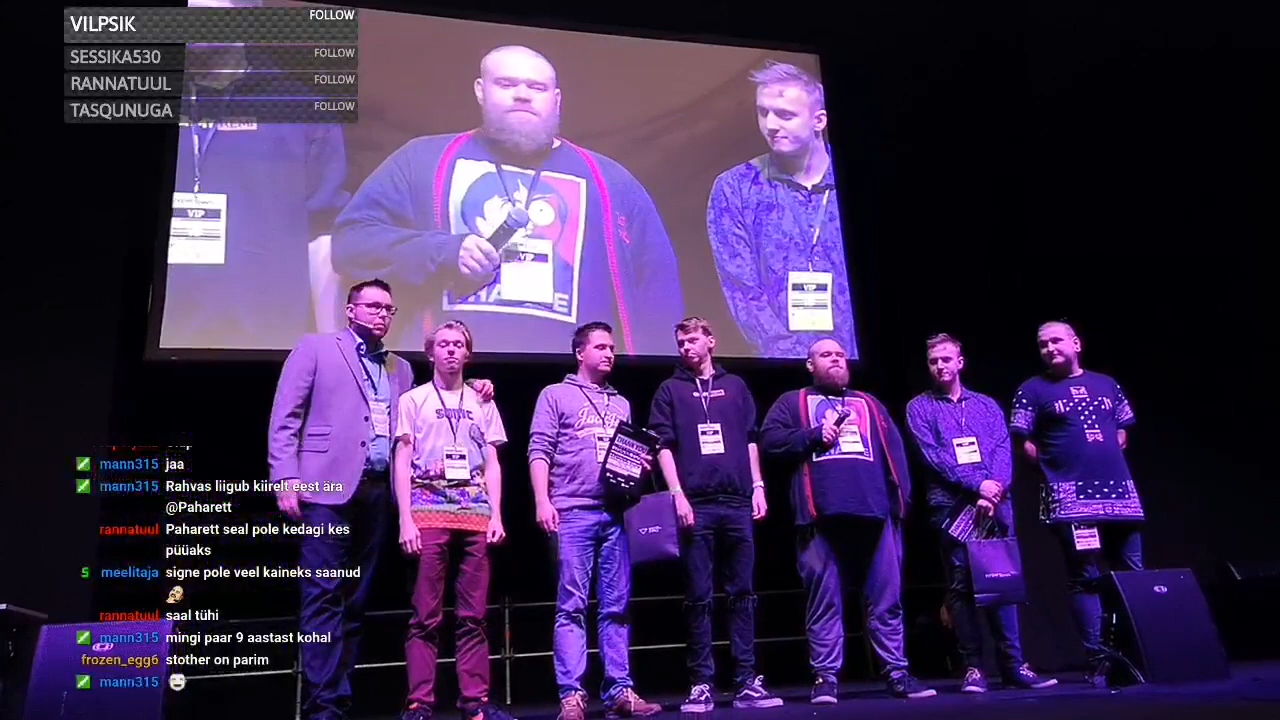 VILPSIK FOLLOW
SESSIKA530 FOLLOW
RANNATUUL FOLLOW
TASQUNUGA FOLLOW
VIP
VIP
VIP
SONIC
mann315 jaa
mann315 Rahvas liigub kiirelt eest ära
@Paharett
rannatuul Paharett seal pole kedagi kes
püüaks
meelitaja signe pole veel kaineks saanud
rannatuul saal tühi
mann315 mingi paar 9 aastast kohal
frozen_egg6 stother on parim
mann315